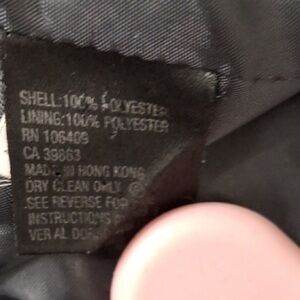 SHELL:100% POLYESTER
LINING:100% POLYESTER
RN 106409
CA 39863
MADE IN HONG KONG
DRY CLEAN ONLY
SEE REVERSE FOR
INSTRUCTIONS
VER AL